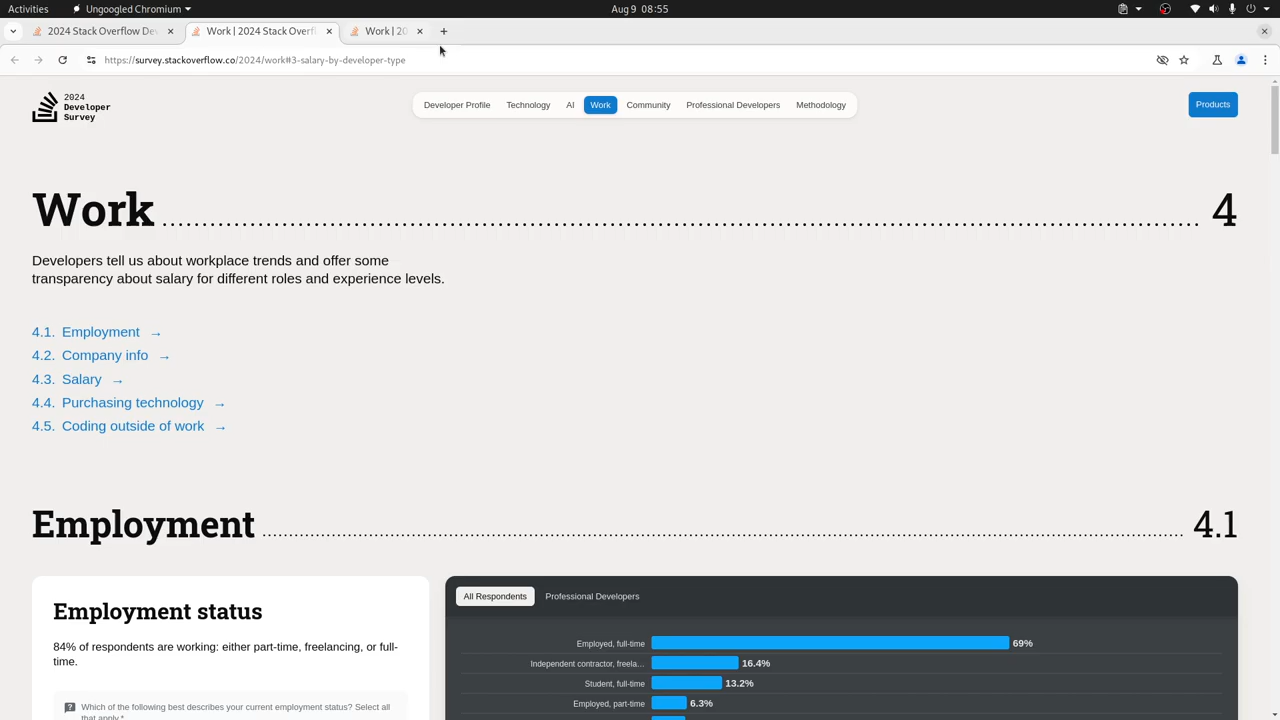 Activities
Ungoogled Chromium
Aug 9 08:55
2024 Stack Overflow Dev
Work | 2024 Stack Overfl
Work | 20
https://survey.stackoverflow.co/2024/work#3-salary-by-developer-type
2024
Developer
Survey
Developer Profile
Technology
AI
Work
Community
Professional Developers
Methodology
Products
Work 4
Developers tell us about workplace trends and offer some
transparency about salary for different roles and experience levels.
4.1. Employment →
4.2. Company info →
4.3. Salary →
4.4. Purchasing technology →
4.5. Coding outside of work →
Employment 4.1
Employment status
84% of respondents are working: either part-time, freelancing, or full-
time.
Which of the following best describes your current employment status? Select all
that apply.*
All Respondents
Professional Developers
Employed, full-time 69%
Independent contractor, freela… 16.4%
Student, full-time 13.2%
Employed, part-time 6.3%